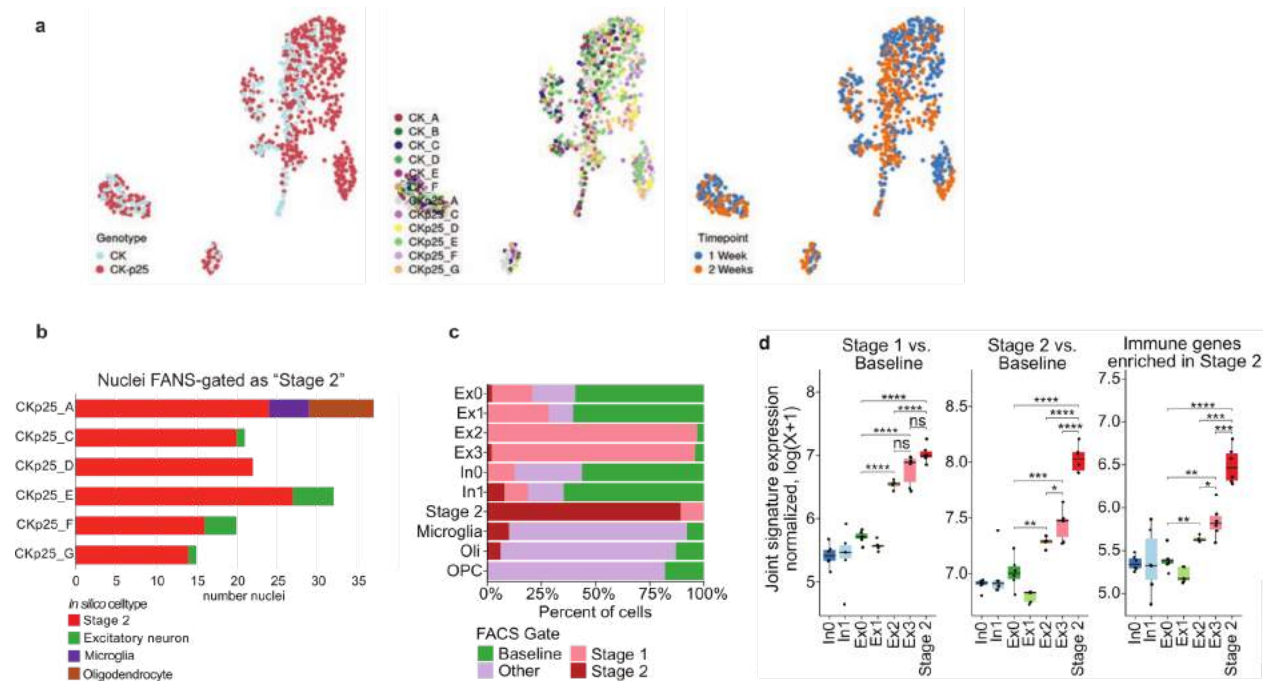 a
Genotype
CK
CK-p25
CK_A
CK_B
CK_C
CK_D
CK_E
CK_F
CKp25_A
CKp25_C
CKp25_D
CKp25_E
CKp25_F
CKp25_G
Timepoint
1 Week
2 Weeks
b
Nuclei FANS-gated as "Stage 2"
CKp25_A
CKp25_C
CKp25_D
CKp25_E
CKp25_F
CKp25_G
0 5 10 15 20 25 30 35
number nuclei
In silico celltype
Stage 2
Excitatory neuron
Microglia
Oligodendrocyte
c
Ex0
Ex1
Ex2
Ex3
In0
In1
Stage 2
Microglia
Oli
OPC
0% 25% 50% 75% 100%
Percent of cells
FACS Gate
Baseline
Other
Stage 1
Stage 2
d
Joint signature expression
normalized, log(X+1)
Stage 1 vs.
Baseline
8
7
6
5
****
****
****
ns
ns
****
In0
In1
Ex0
Ex1
Ex2
Ex3
Stage 2
Stage 2 vs.
Baseline
8.5
8.0
7.5
7.0
****
****
****
***
*
**
In0
In1
Ex0
Ex1
Ex2
Ex3
Stage 2
Immune genes
enriched in Stage 2
7.5
7.0
6.5
6.0
5.5
5.0
****
***
***
**
*
**
In0
In1
Ex0
Ex1
Ex2
Ex3
Stage 2